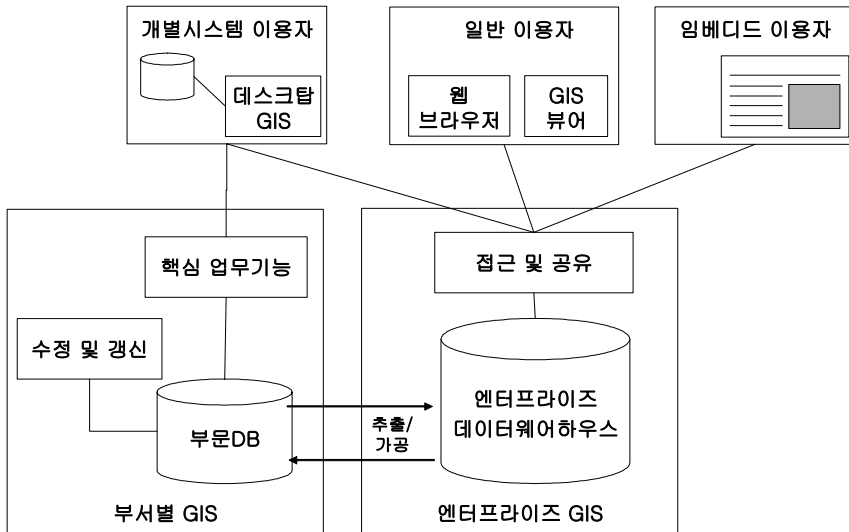 개별시스템 이용자
데스크탑
GIS
일반 이용자
웹
브라우저
GIS
뷰어
임베디드 이용자
핵심 업무기능
수정 및 갱신
부문DB
부서별 GIS
추출/
가공
접근 및 공유
엔터프라이즈
데이터웨어하우스
엔터프라이즈 GIS